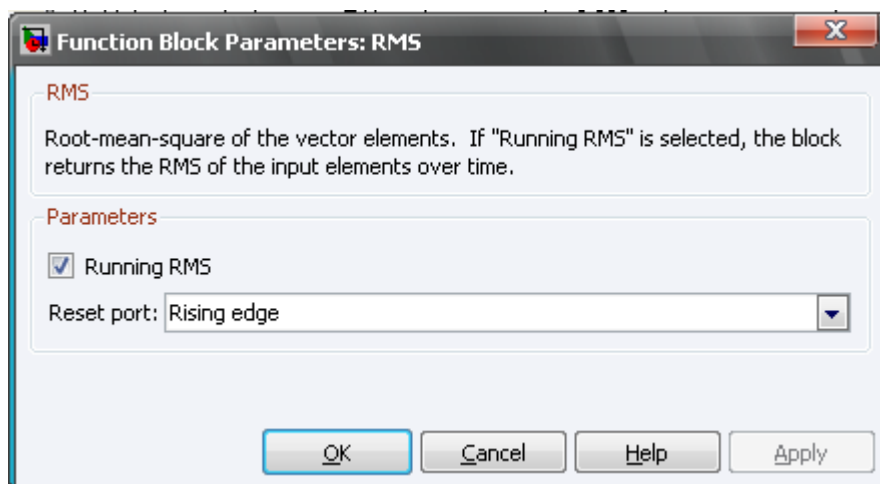 Function Block Parameters: RMS
RMS
Root-mean-square of the vector elements.  If "Running RMS" is selected, the block
returns the RMS of the input elements over time.
Parameters
Running RMS
Reset port: Rising edge
OK Cancel Help Apply